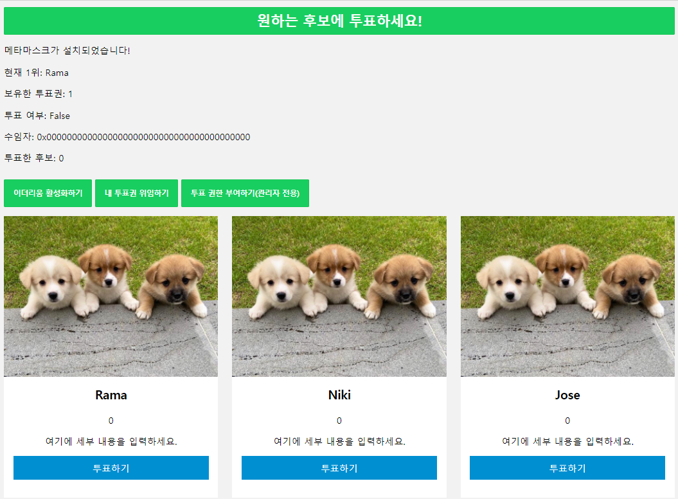 원하는 후보에 투표하세요!
메타마스크가 설치되었습니다!
현재 1위: Rama
보유한 투표권: 1
투표 여부: False
수임자: 0x0000000000000000000000000000000000000000
투표한 후보: 0
이더리움 활성화하기 내 투표권 위임하기 투표 권한 부여하기(관리자 전용)
Rama Niki Jose
0 0 0
여기에 세부 내용을 입력하세요. 여기에 세부 내용을 입력하세요. 여기에 세부 내용을 입력하세요.
투표하기 투표하기 투표하기